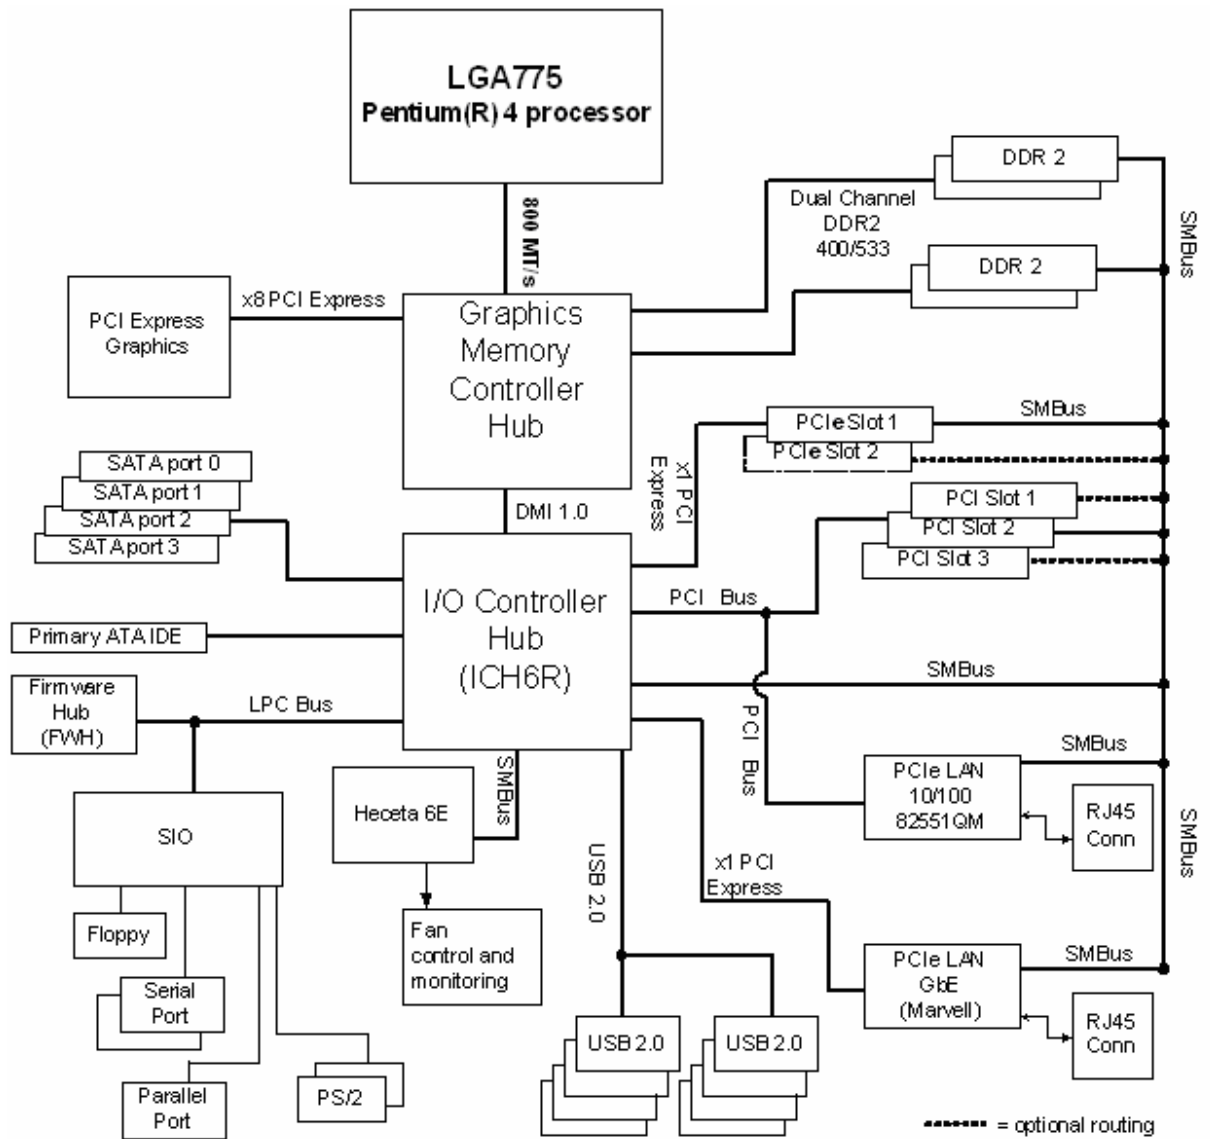 LGA775
Pentium(R) 4 processor
800 MT/s
DDR 2
Dual Channel
DDR2
400/533
DDR 2
SMBus
x8 PCI Express
PCI Express
Graphics
Graphics
Memory
Controller
Hub
PCIe Slot 1
PCIe Slot 2
SMBus
x1 PCI
Express
SATA port 0
SATA port 1
SATA port 2
SATA port 3
DMI 1.0
PCI Slot 1
PCI Slot 2
PCI Slot 3
I/O Controller
Hub
(ICH6R)
PCI Bus
Primary ATA IDE
SMBus
Firmware
Hub
(FWH)
LPC Bus
PCI Bus
SMBus
PCIe LAN
10/100
82551QM
SMBus
RJ45
Conn
SMBus
Heceta 6E
SIO
USB 2.0
x1 PCI
Express
Floppy
Fan
control and
monitoring
PCIe LAN
GbE
(Marvell)
SMBus
RJ45
Conn
Serial
Port
USB 2.0
USB 2.0
Parallel
Port
PS/2
= optional routing